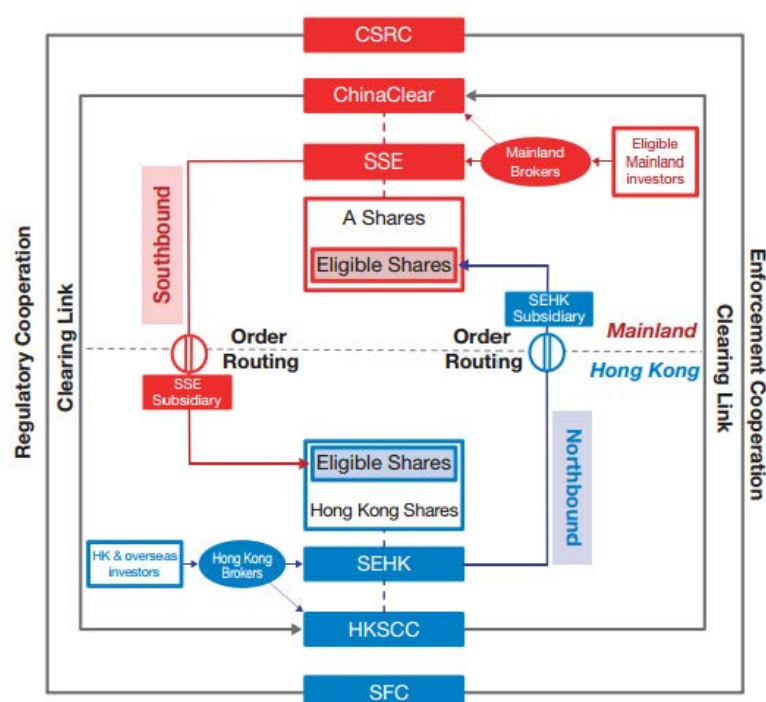 CSRC
ChinaClear
SSE
Mainland
Brokers
Eligible
Mainland
investors
A Shares
Eligible Shares
Southbound
SEHK
Subsidiary
Regulatory Cooperation
Clearing Link
Order
Routing
Order
Routing
Mainland
Hong Kong
Clearing Link
Enforcement Cooperation
SSE
Subsidiary
Eligible Shares
Hong Kong Shares
Northbound
HK & overseas
investors
Hong Kong
Brokers
SEHK
HKSCC
SFC